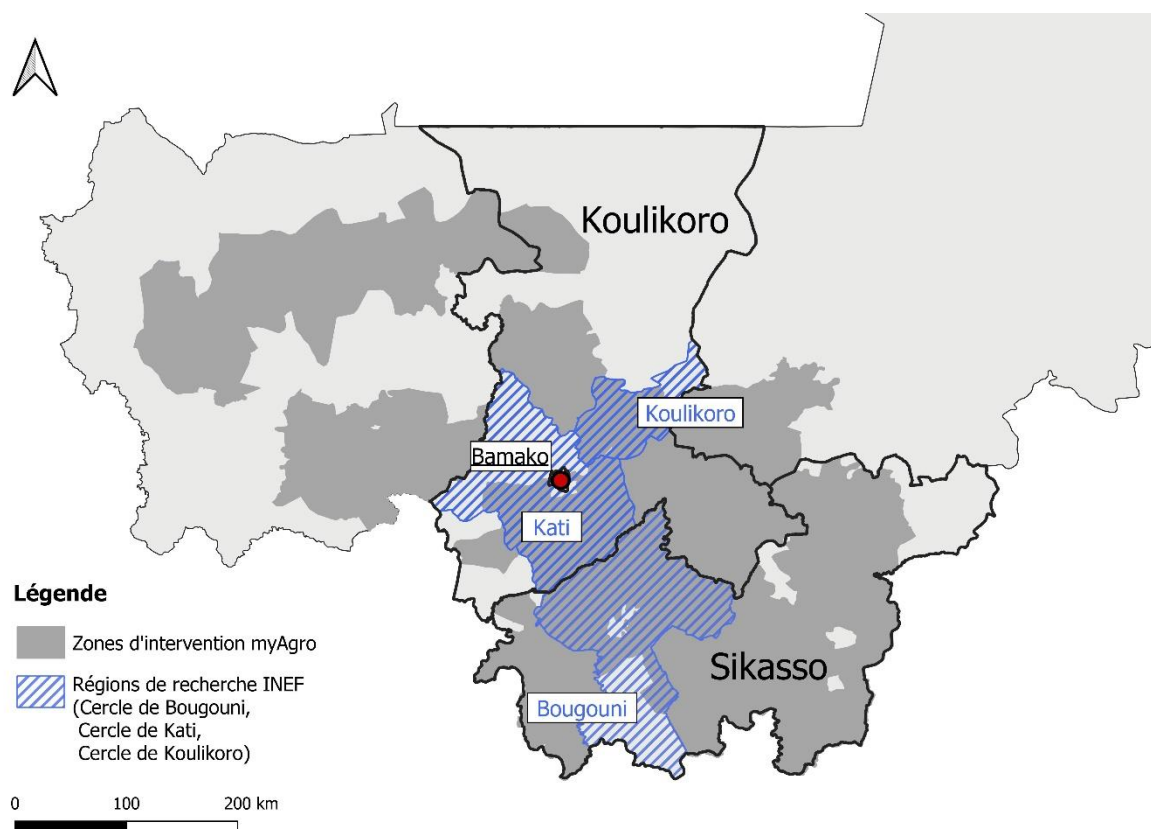 Koulikoro
Koulikoro
Bamako
Kati
Sikasso
Bougouni
Légende
Zones d'intervention myAgro
Régions de recherche INEF
(Cercle de Bougouni,
Cercle de Kati,
Cercle de Koulikoro)
0 100 200 km